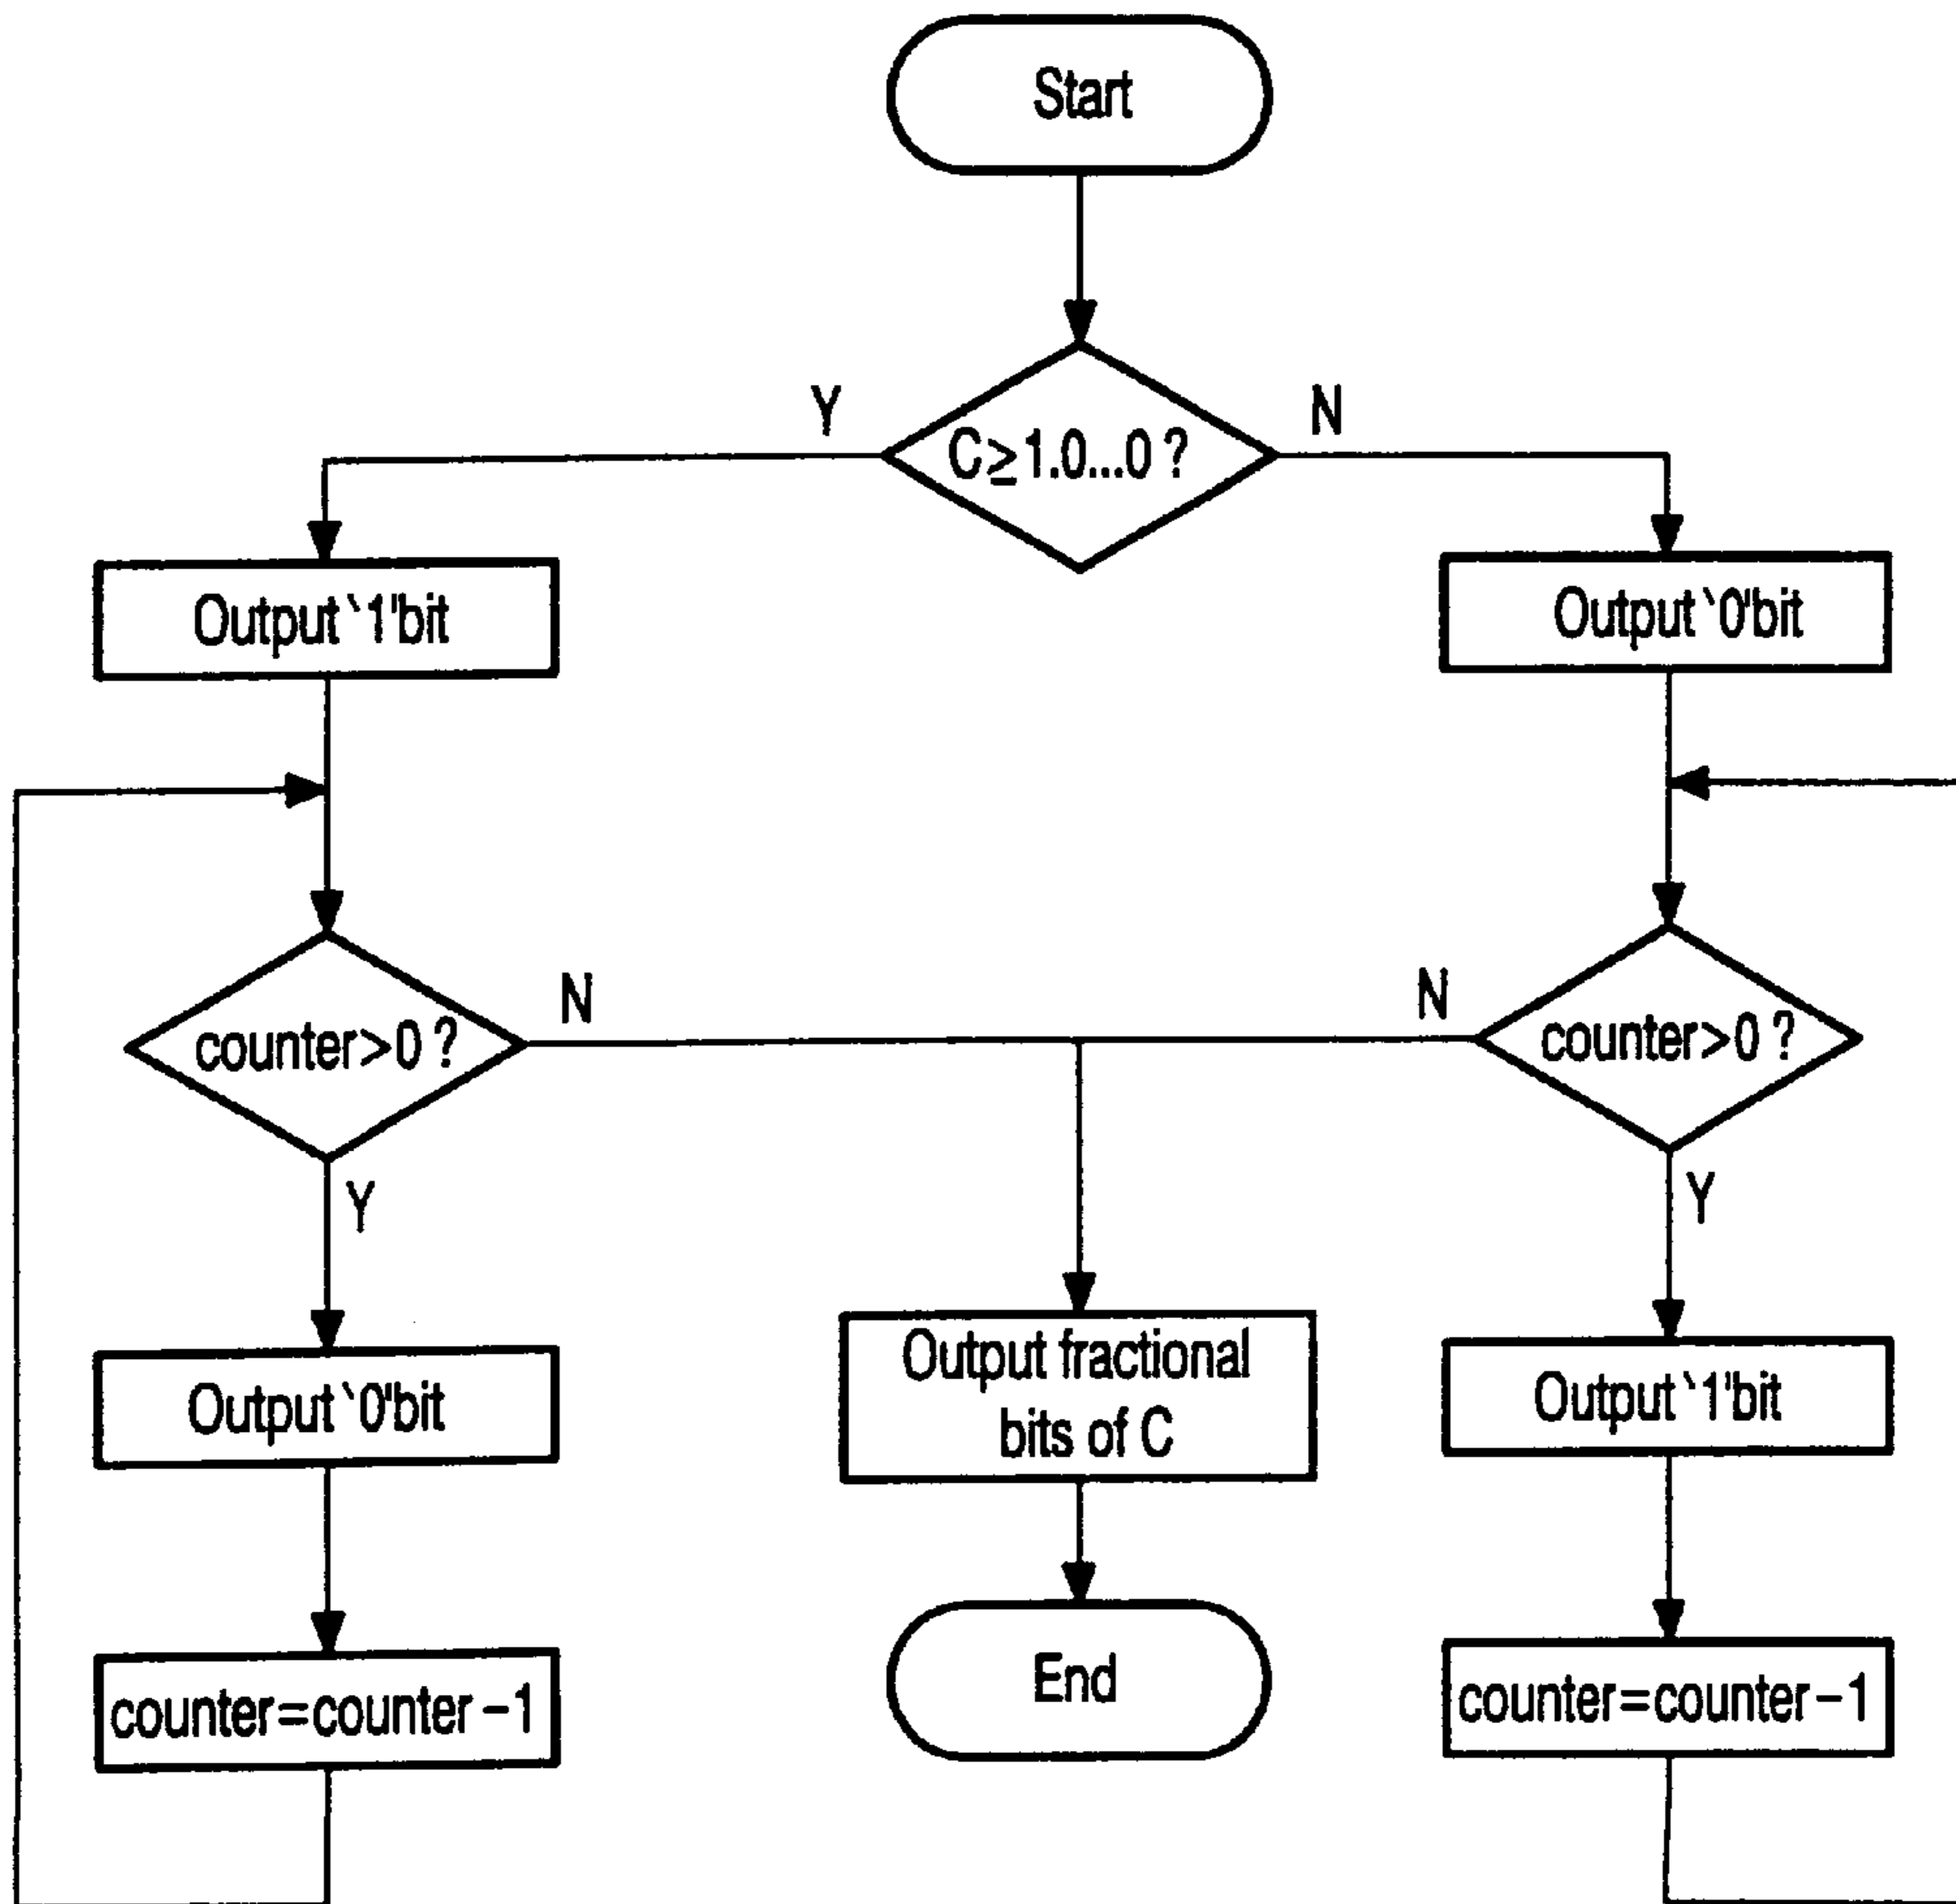 Start
Y
N
C≥1.0...0 ?
Output `1'bit
Output `0'bit
counter>0 ?
N
N
counter>0 ?
Y
Y
Output `0'bit
Output fractional
bits of C
Output `1'bit
counter=counter−1
End
counter=counter−1